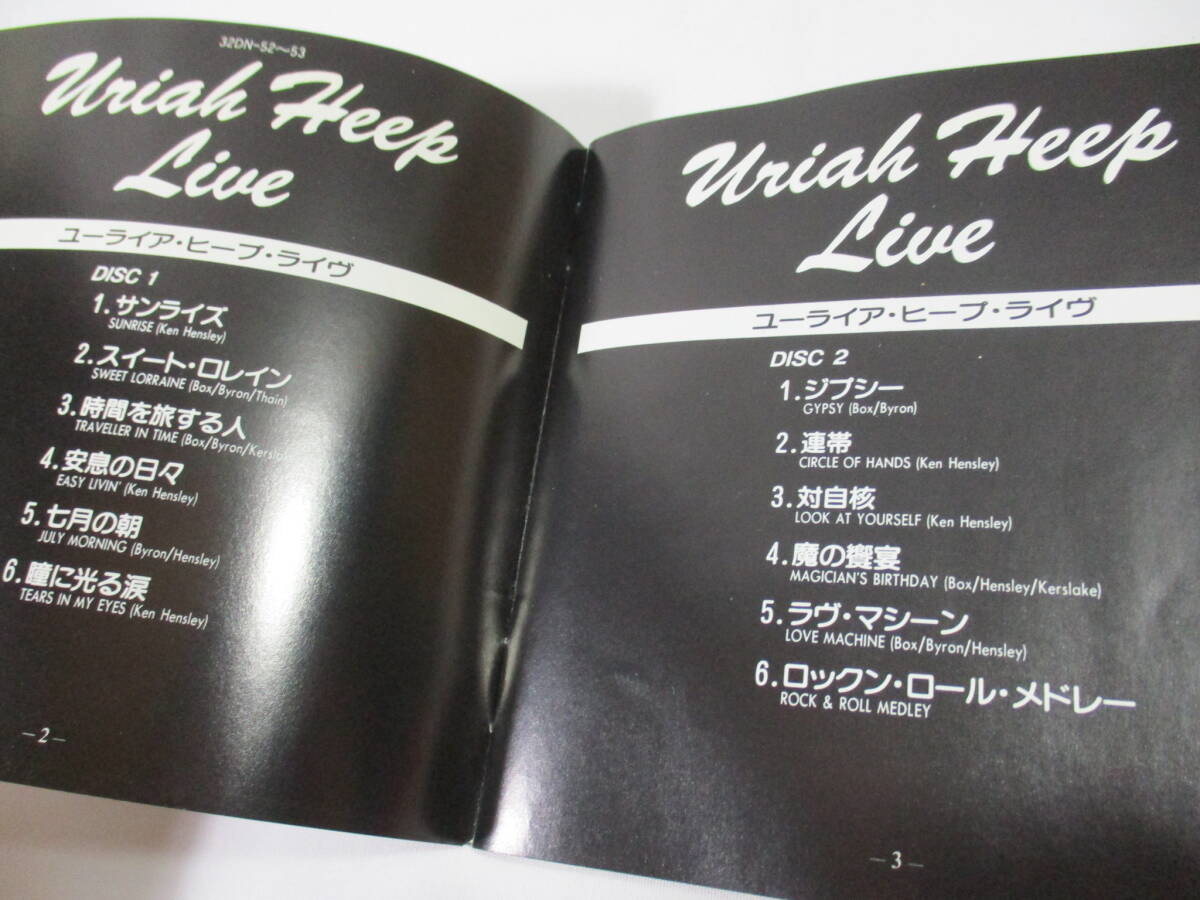 32DN-52〜53
Uriah Heep
Live
ユーライア・ヒープ・ライヴ
DISC 1
1.サンライズ
SUNRISE (Ken Hensley)
2.スイート・ロレイン
SWEET LORRAINE (Box/Byron/Thain)
3.時間を旅する人
TRAVELLER IN TIME (Box/Byron/
4.安息の日々
EASY LIVIN' (Ken Hensley)
5.七月の朝
JULY MORNING (Byron/Hensley)
6.瞳に光る涙
TEARS IN MY EYES (Ken Hensley)
-2-
Uriah Heep
Live
ユーライア・ヒープ・ライヴ
DISC 2
1.ジプシー
GYPSY (Box/Byron)
2.連帯
CIRCLE OF HANDS (Ken Hensley)
3.対自核
LOOK AT YOURSELF (Ken Hensley)
4.魔の饗宴
MAGICIAN'S BIRTHDAY (Box/Hensley/Kerslake)
5.ラヴ・マシーン
LOVE MACHINE (Box/Byron/Hensley)
6.ロックン・ロール・メドレー
ROCK & ROLL MEDLEY
-3-